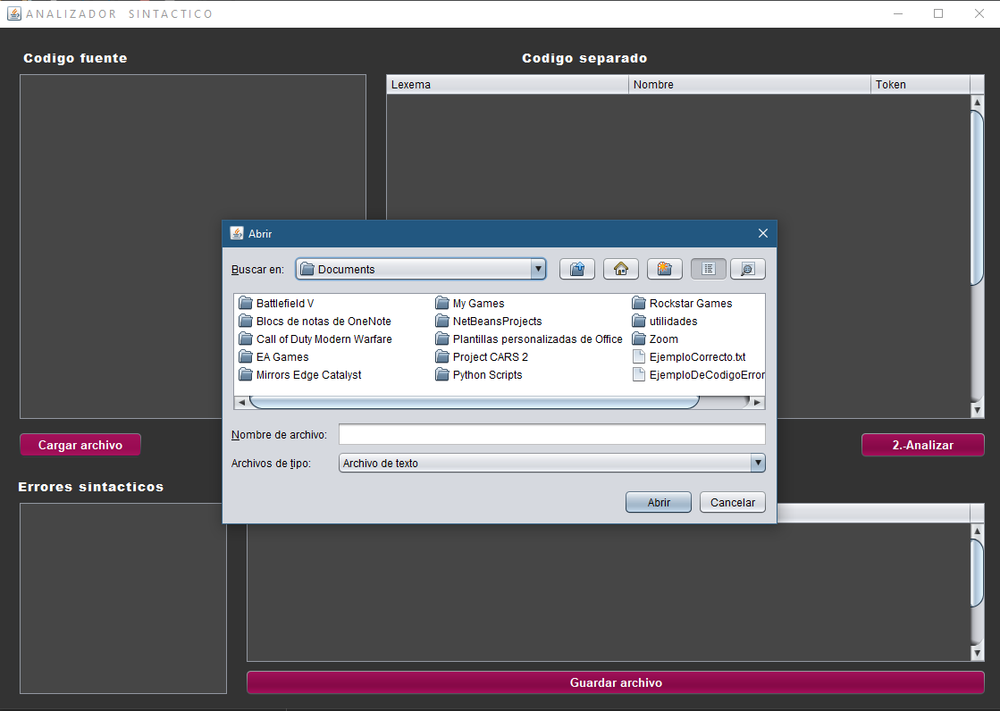 ANALIZADOR SINTACTICO
Codigo fuente
Codigo separado
Lexema Nombre Token
Abrir
Buscar en: Documents
Battlefield V
Blocs de notas de OneNote
Call of Duty Modern Warfare
EA Games
Mirrors Edge Catalyst
My Games
NetBeansProjects
Plantillas personalizadas de Office
Project CARS 2
Python Scripts
Rockstar Games
utilidades
Zoom
EjemploCorrecto.txt
EjemploDeCodigoError
Nombre de archivo:
Archivos de tipo: Archivo de texto
Abrir Cancelar
Cargar archivo
2.-Analizar
Errores sintacticos
Guardar archivo